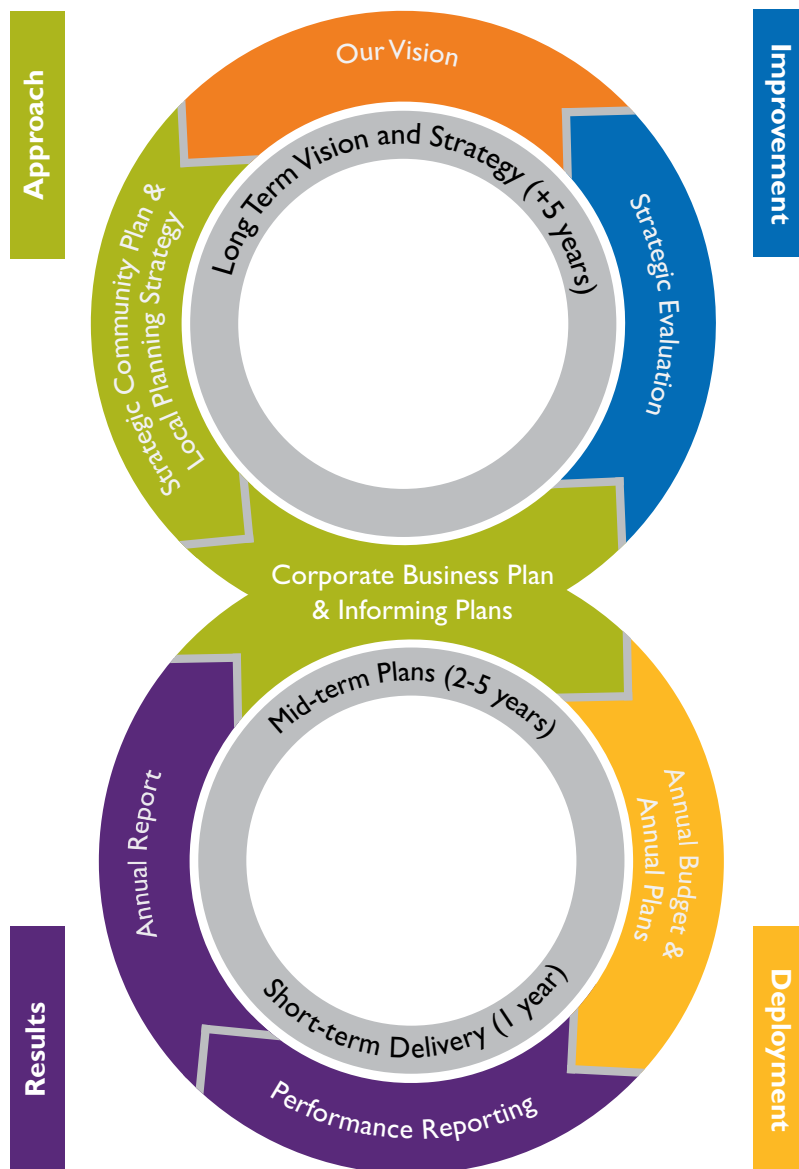 Approach
Improvement
Our Vision
Long Term Vision and Strategy (+5 years)
Strategic Community Plan &
Local Planning Strategy
Strategic Evaluation
Corporate Business Plan
& Informing Plans
Mid-term Plans (2-5 years)
Annual Report
Annual Budget &
Annual Plans
Short-term Delivery (1 year)
Performance Reporting
Results
Deployment